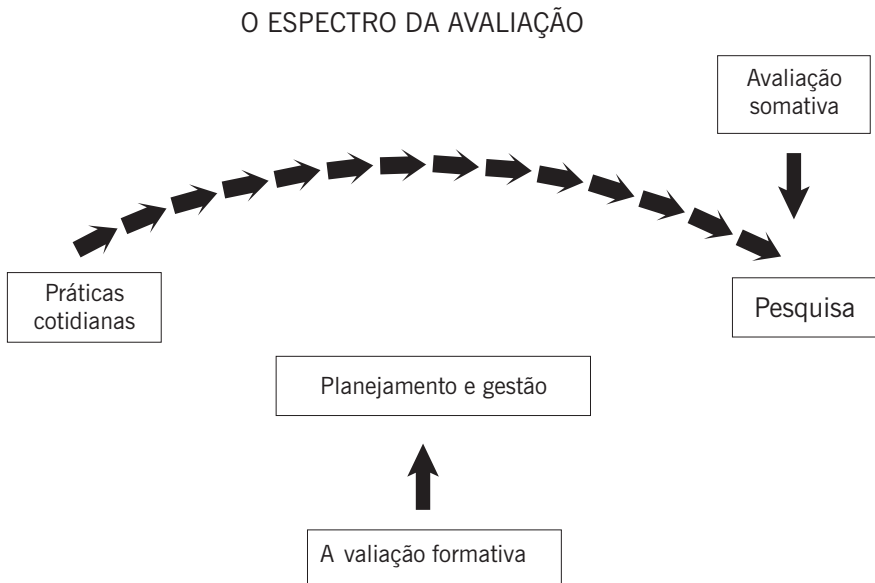 O ESPECTRO DA AVALIAÇÃO
Avaliação
somativa
Práticas
cotidianas
Pesquisa
Planejamento e gestão
A valiação formativa